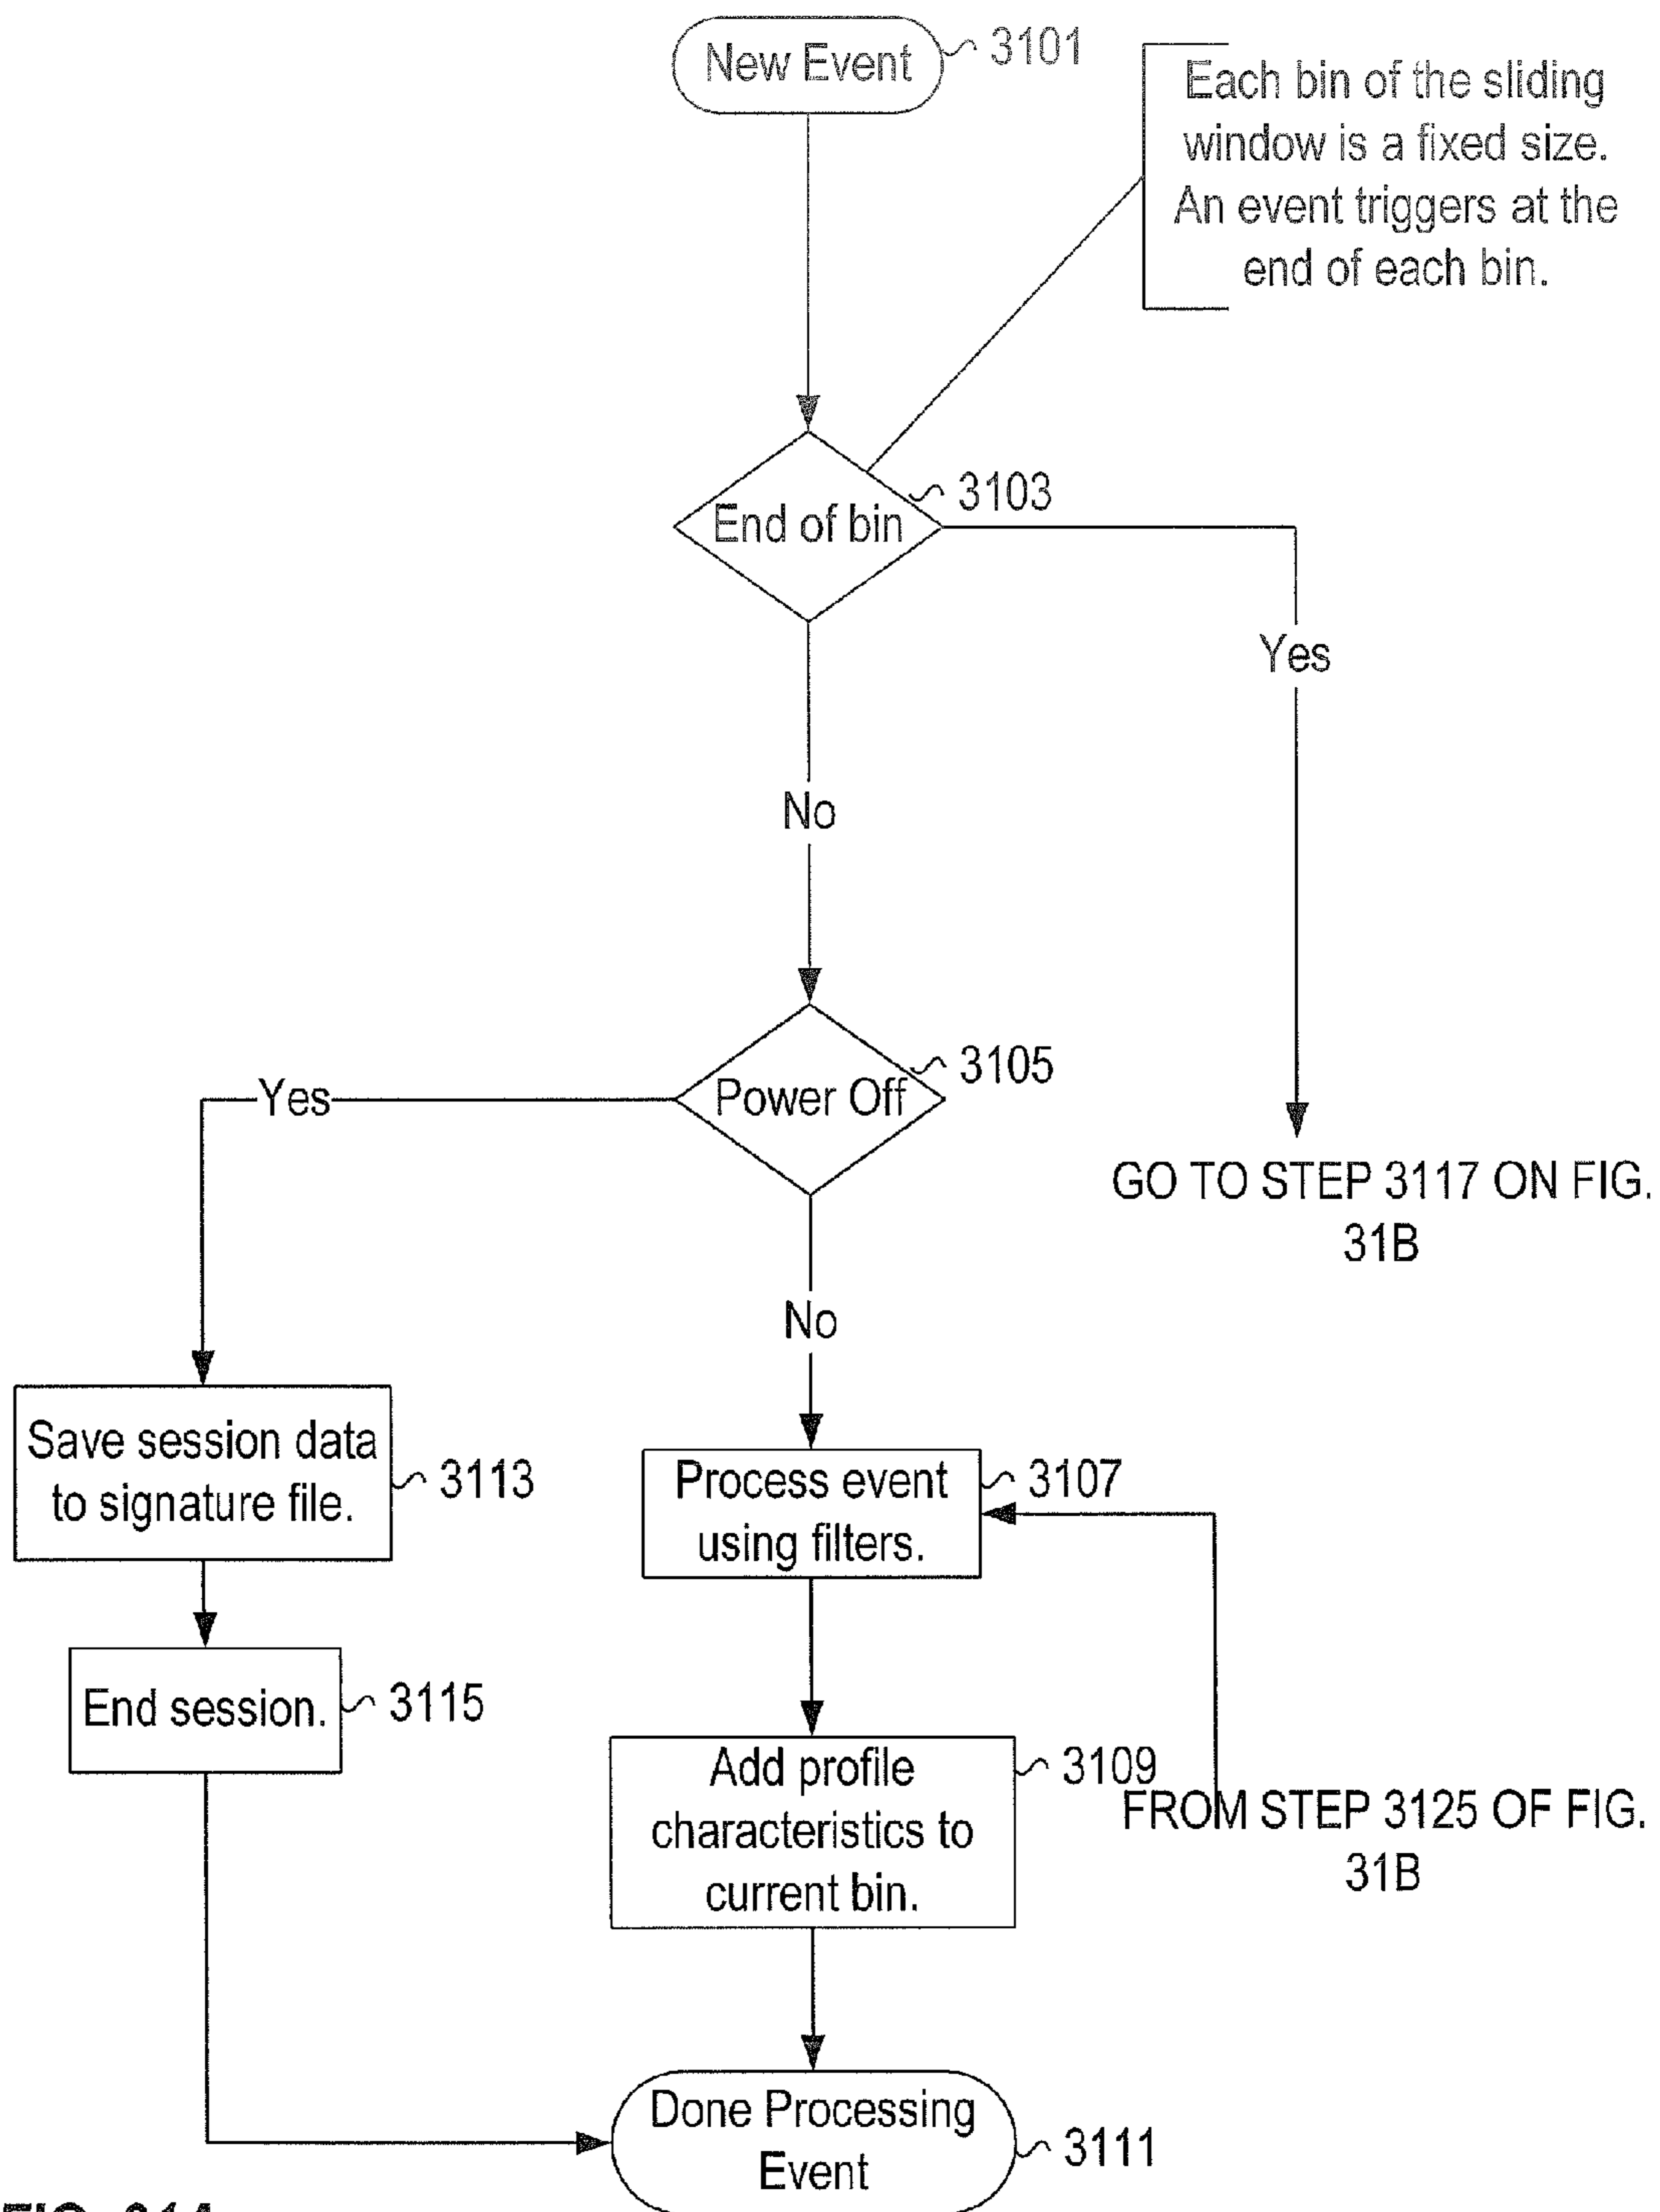 New Event
3101
Each bin of the sliding
window is a fixed size.
An event triggers at the
end of each bin.
End of bin
3103
Yes
No
GO TO STEP 3117 ON FIG.
31B
Power Off
3105
Yes
No
Save session data
to signature file.
3113
Process event
using filters.
3107
End session.
3115
Add profile
characteristics to
current bin.
3109
FROM STEP 3125 OF FIG.
31B
Done Processing
Event
3111